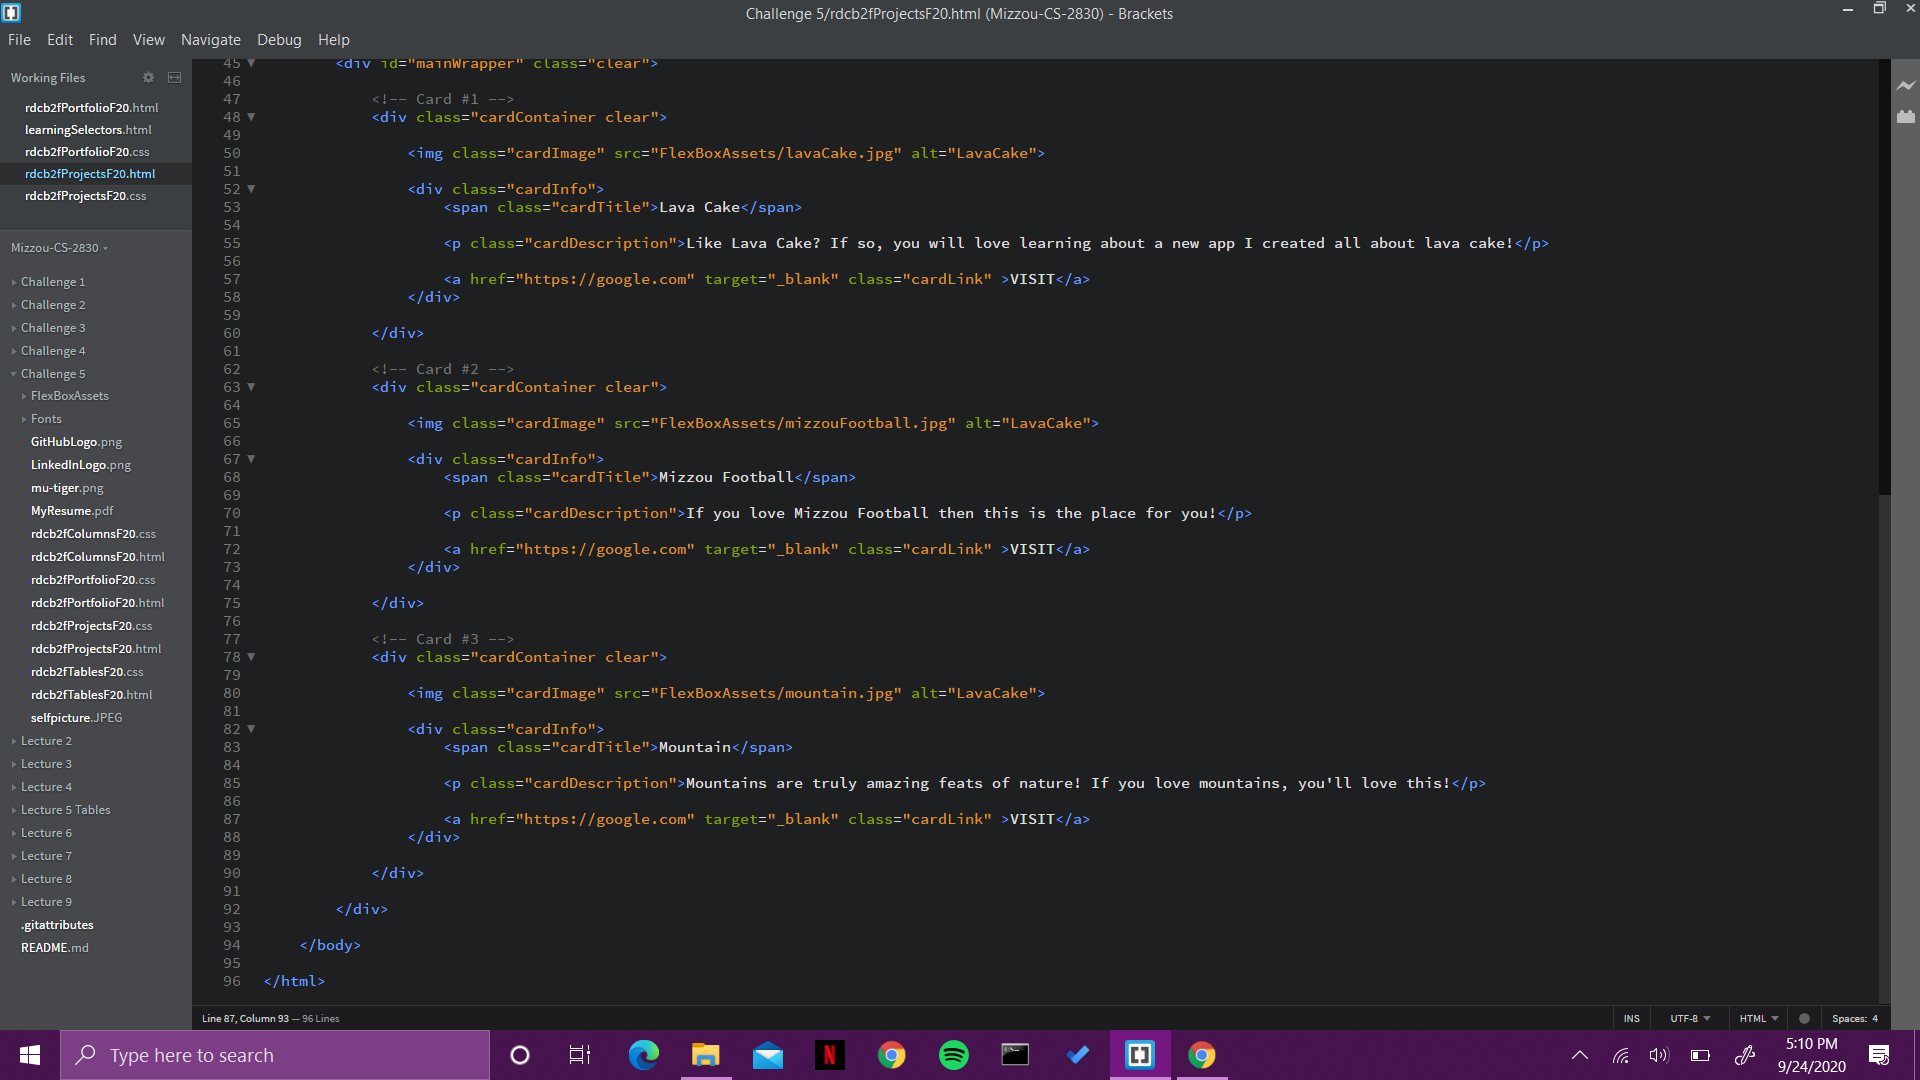 Challenge 5/rdcb2fProjectsF20.html (Mizzou-CS-2830) - Brackets
File Edit Find View Navigate Debug Help
Working Files
rdcb2fPortfolioF20.html
learningSelectors.html
rdcb2fPortfolioF20.css
rdcb2fProjectsF20.html
rdcb2fProjectsF20.css
Mizzou-CS-2830
Challenge 1
Challenge 2
Challenge 3
Challenge 4
Challenge 5
FlexBoxAssets
Fonts
GitHubLogo.png
LinkedInLogo.png
mu-tiger.png
MyResume.pdf
rdcb2fColumnsF20.css
rdcb2fColumnsF20.html
rdcb2fPortfolioF20.css
rdcb2fPortfolioF20.html
rdcb2fProjectsF20.css
rdcb2fProjectsF20.html
rdcb2fTablesF20.css
rdcb2fTablesF20.html
selfpicture.JPEG
Lecture 2
Lecture 3
Lecture 4
Lecture 5 Tables
Lecture 6
Lecture 7
Lecture 8
Lecture 9
.gitattributes
README.md
45 <div id="mainWrapper" class="clear">
46
47 <!-- Card #1 -->
48 <div class="cardContainer clear">
49
50 <img class="cardImage" src="FlexBoxAssets/lavaCake.jpg" alt="LavaCake">
51
52 <div class="cardInfo">
53 <span class="cardTitle">Lava Cake</span>
54
55 <p class="cardDescription">Like Lava Cake? If so, you will love learning about a new app I created all about lava cake!</p>
56
57 <a href="https://google.com" target="_blank" class="cardLink" >VISIT</a>
58 </div>
59
60 </div>
61
62 <!-- Card #2 -->
63 <div class="cardContainer clear">
64
65 <img class="cardImage" src="FlexBoxAssets/mizzouFootball.jpg" alt="LavaCake">
66
67 <div class="cardInfo">
68 <span class="cardTitle">Mizzou Football</span>
69
70 <p class="cardDescription">If you love Mizzou Football then this is the place for you!</p>
71
72 <a href="https://google.com" target="_blank" class="cardLink" >VISIT</a>
73 </div>
74
75 </div>
76
77 <!-- Card #3 -->
78 <div class="cardContainer clear">
79
80 <img class="cardImage" src="FlexBoxAssets/mountain.jpg" alt="LavaCake">
81
82 <div class="cardInfo">
83 <span class="cardTitle">Mountain</span>
84
85 <p class="cardDescription">Mountains are truly amazing feats of nature! If you love mountains, you'll love this!</p>
86
87 <a href="https://google.com" target="_blank" class="cardLink" >VISIT</a>
88 </div>
89
90 </div>
91
92 </div>
93
94 </body>
95
96 </html>
Line 87, Column 93 — 96 Lines INS UTF-8 HTML Spaces: 4
Type here to search
5:10 PM
9/24/2020